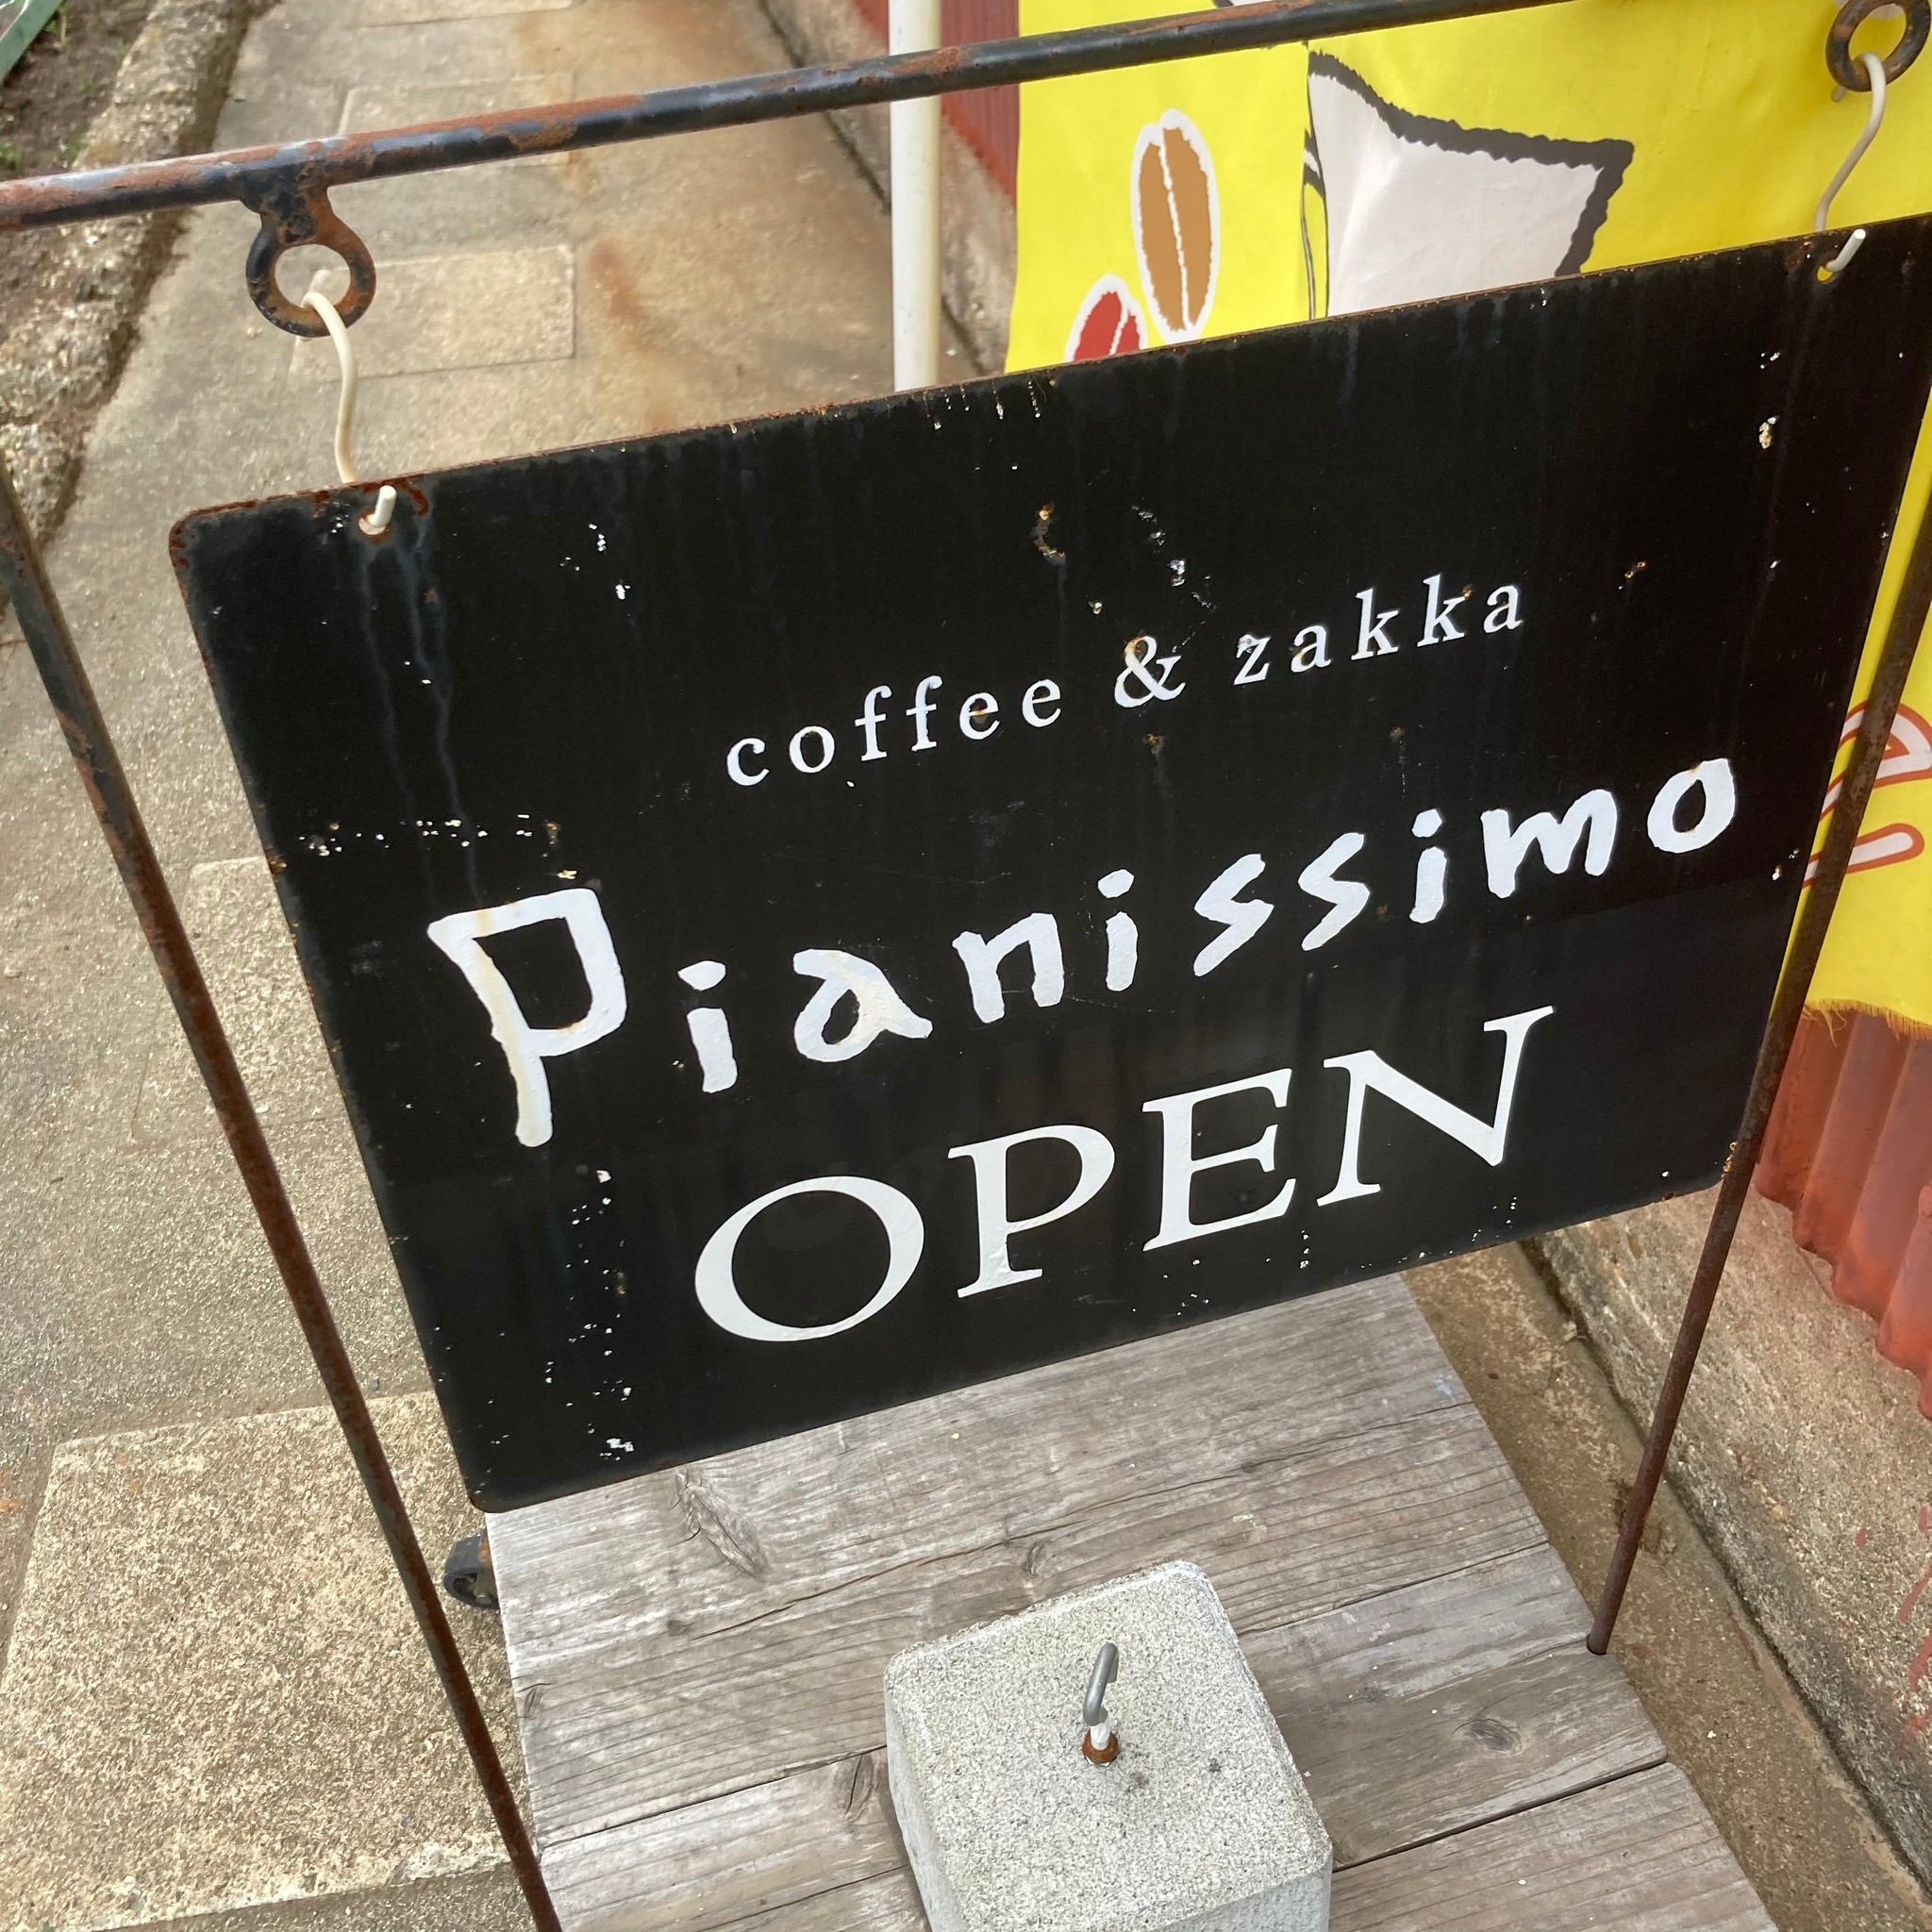 coffee & zakka
Pianissimo
OPEN